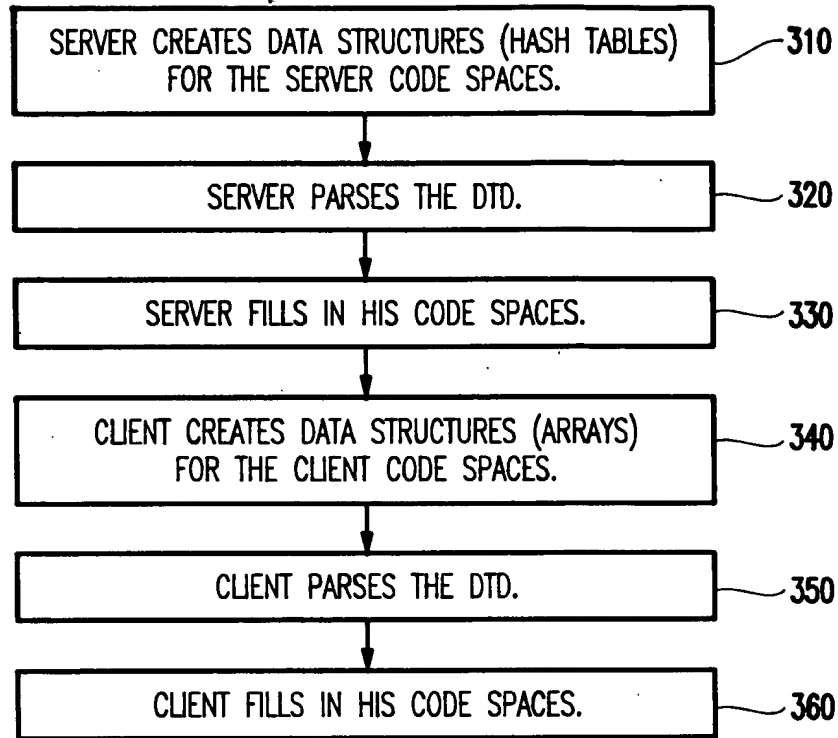 SERVER CREATES DATA STRUCTURES (HASH TABLES)
FOR THE SERVER CODE SPACES.
310
SERVER PARSES THE DTD.
320
SERVER FILLS IN HIS CODE SPACES.
330
CLIENT CREATES DATA STRUCTURES (ARRAYS)
FOR THE CLIENT CODE SPACES.
340
CLIENT PARSES THE DTD.
350
CLIENT FILLS IN HIS CODE SPACES.
360